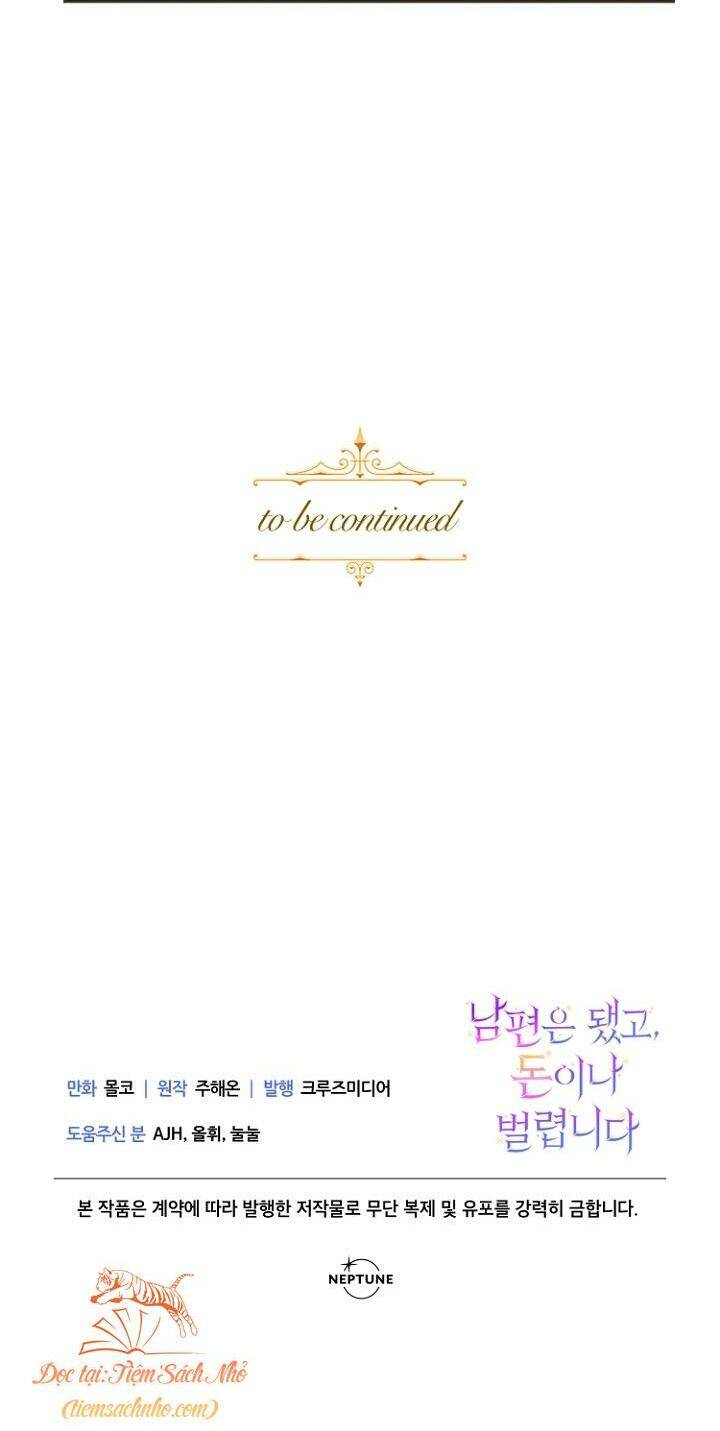 to be continued
남편은 됐고,
돈이나
벌렵니다
만화 몰코 | 원작 주해온 | 발행 크루즈미디어
도움주신 분 AJH, 올휘, 눌눌
본 작품은 계약에 따라 발행한 저작물로 무단 복제 및 유포를 강력히 금합니다.
NEPTUNE
Đọc tại: Tiệm Sách Nhỏ
(tiemsachnho.com)